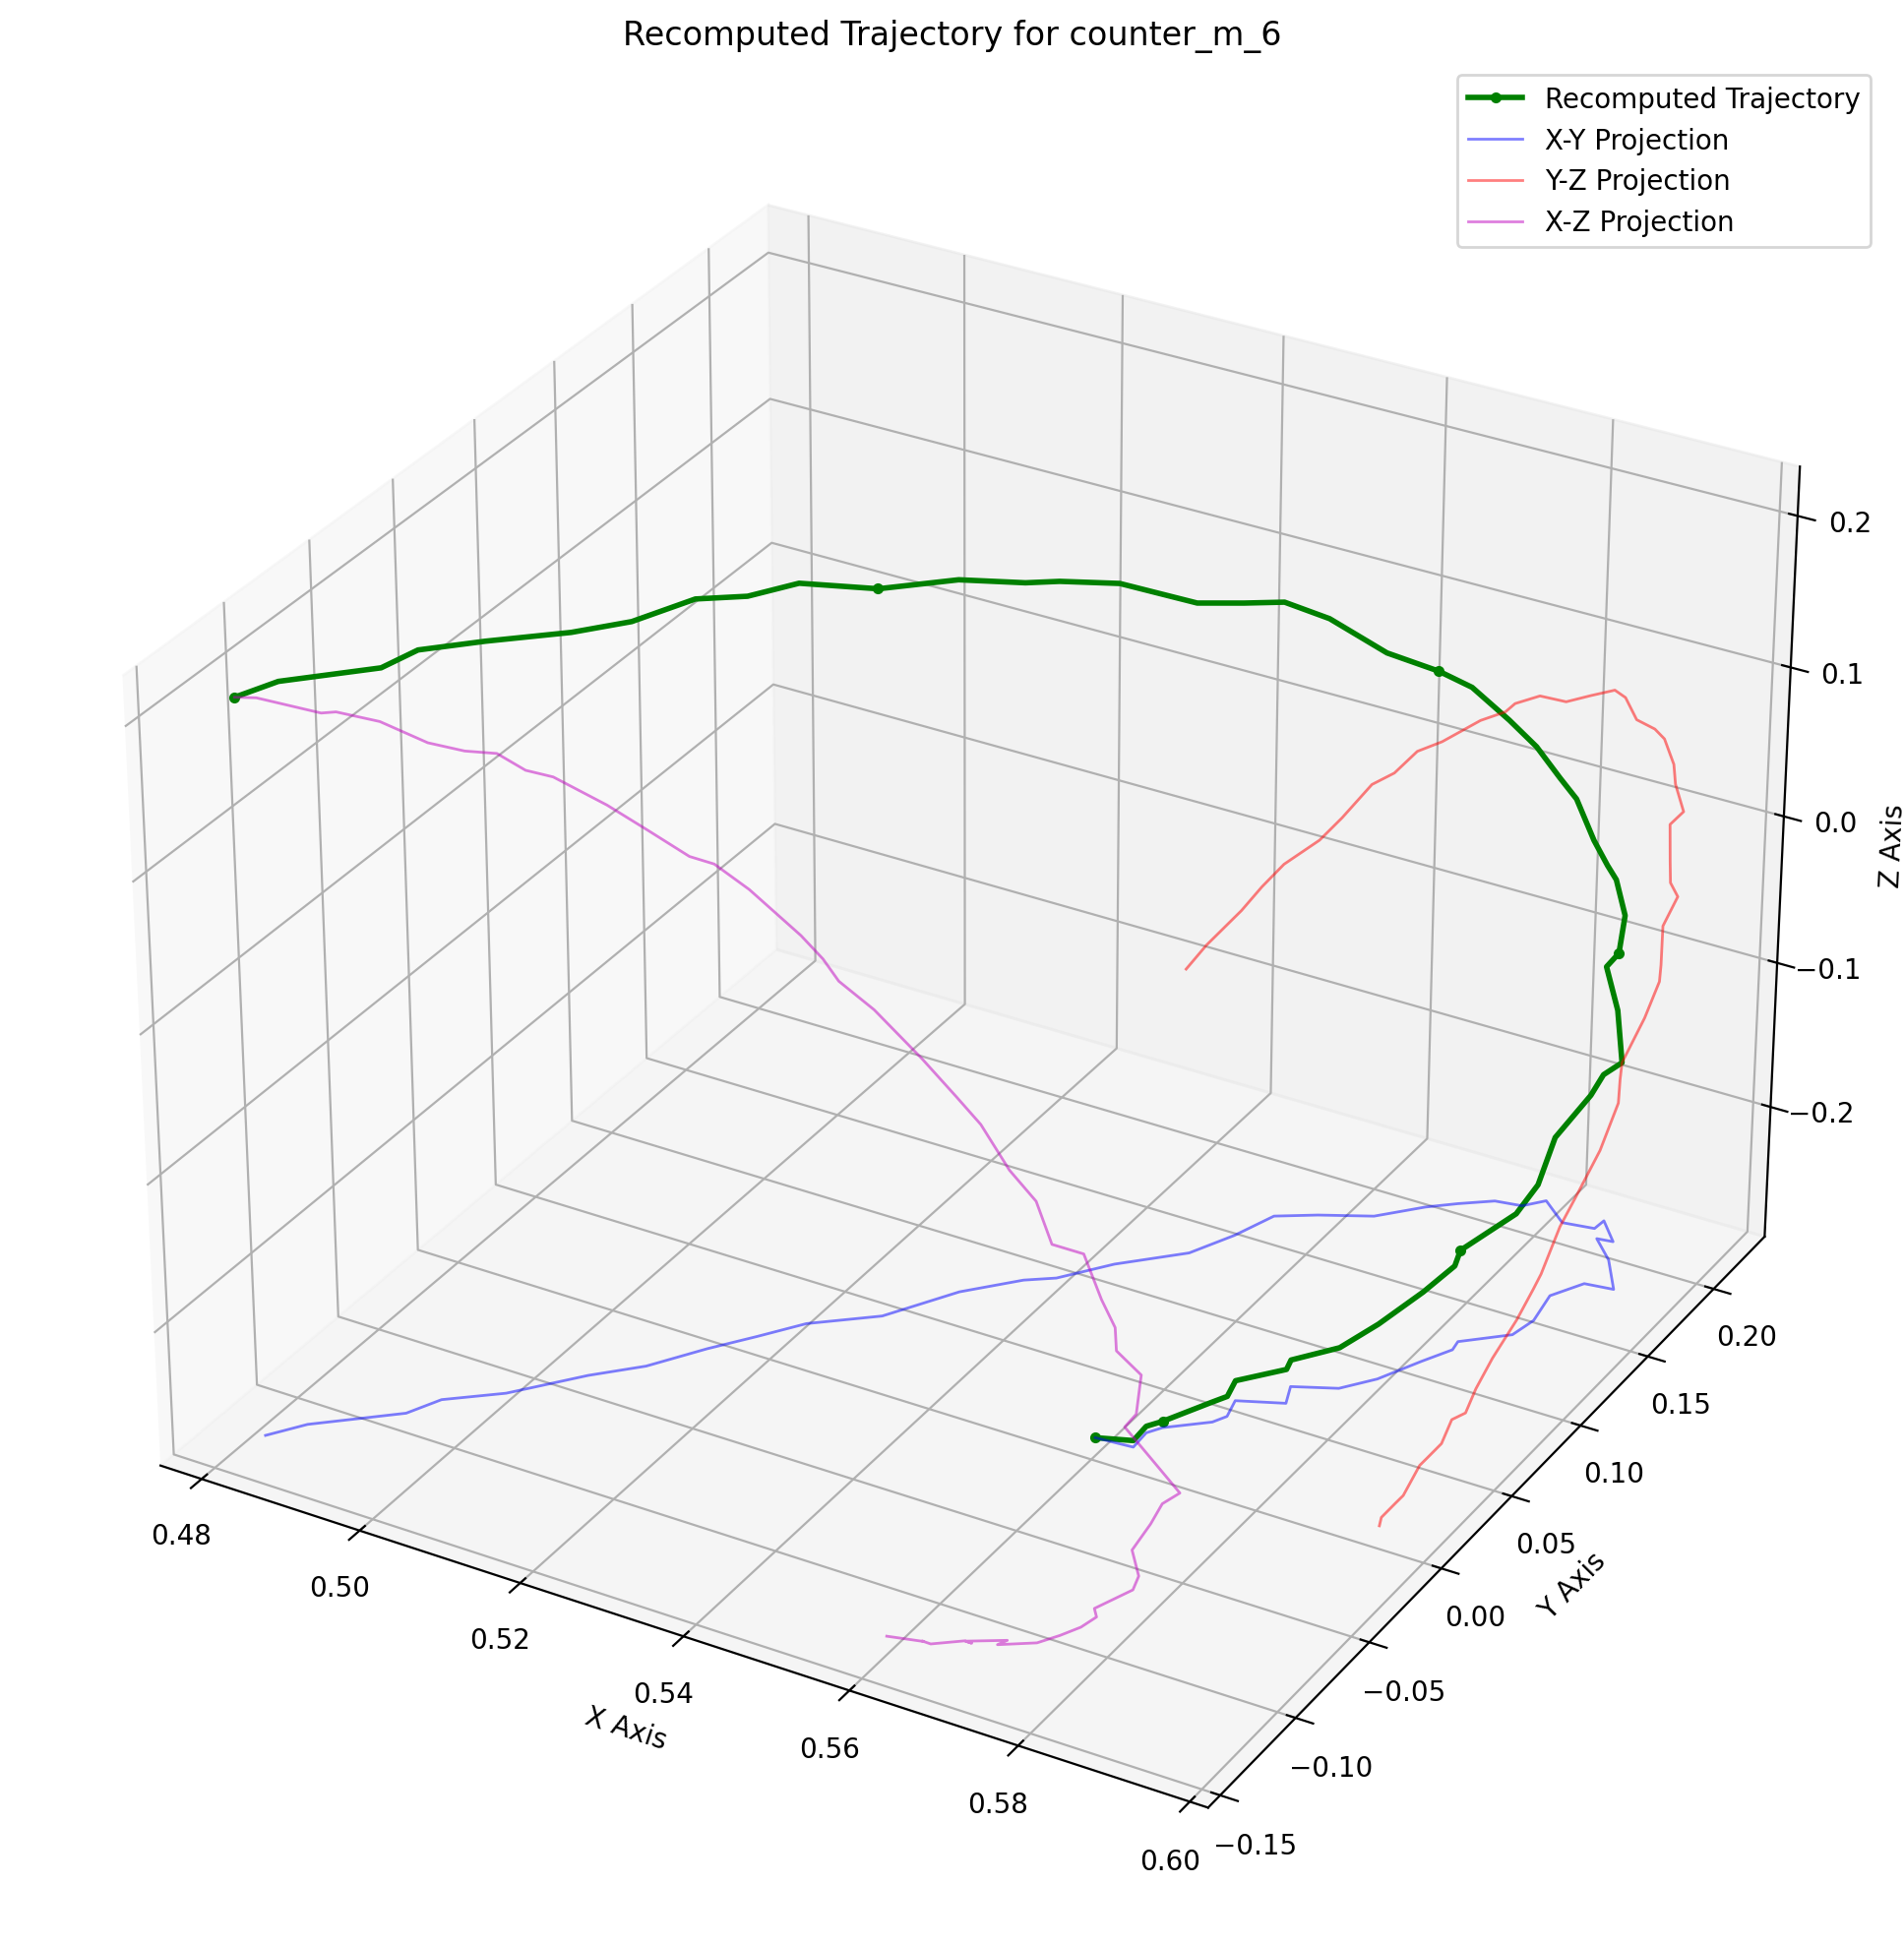 Recomputed Trajectory for counter_m_6
Recomputed Trajectory
X-Y Projection
Y-Z Projection
X-Z Projection
0.2
0.1
0.0
−0.1
−0.2
Z Axis
0.48
0.50
0.52
0.54
0.56
0.58
0.60
X Axis
−0.15
−0.10
−0.05
0.00
0.05
0.10
0.15
0.20
Y Axis